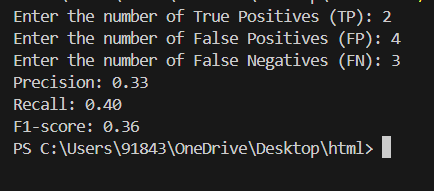 Enter the number of True Positives (TP): 2
Enter the number of False Positives (FP): 4
Enter the number of False Negatives (FN): 3
Precision: 0.33
Recall: 0.40
F1-score: 0.36
PS C:\Users\91843\OneDrive\Desktop\html>